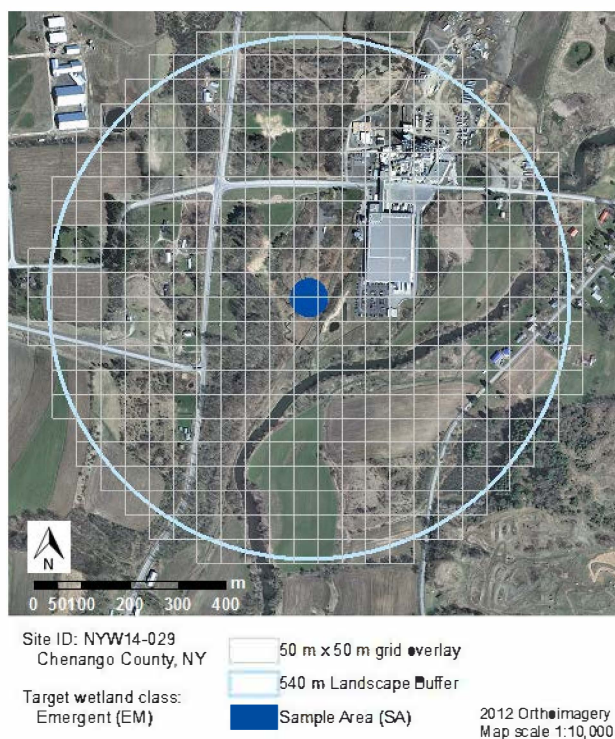 N
m
0 50100 200 300 400
Site ID: NYW14-029
Chenango County, NY
Target wetland class:
Emergent (EM)
50 m x 50 m grid overlay
540 m Landscape Buffer
Sample Area (SA)
2012 Orthoimagery
Map scale 1:10,000